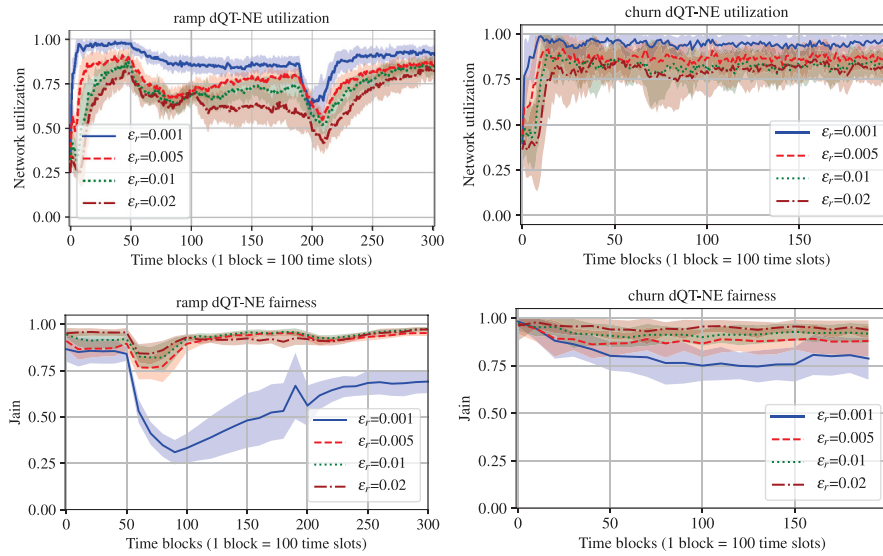 ramp dQT-NE utilization
1.00
0.75
0.50
0.25
0.00
Network utilization
εr=0.001
εr=0.005
εr=0.01
εr=0.02
0 50 100 150 200 250 300
Time blocks (1 block = 100 time slots)
churn dQT-NE utilization
1.00
0.75
0.50
0.25
0.00
Network utilization
εr=0.001
εr=0.005
εr=0.01
εr=0.02
0 50 100 150
Time blocks (1 block = 100 time slots)
ramp dQT-NE fairness
1.00
0.75
0.50
0.25
0.00
Jain
εr=0.001
εr=0.005
εr=0.01
εr=0.02
0 50 100 150 200 250 300
Time blocks (1 block = 100 time slots)
churn dQT-NE fairness
1.00
0.75
0.50
0.25
0.00
Jain
εr=0.001
εr=0.005
εr=0.01
εr=0.02
0 50 100 150
Time blocks (1 block = 100 time slots)